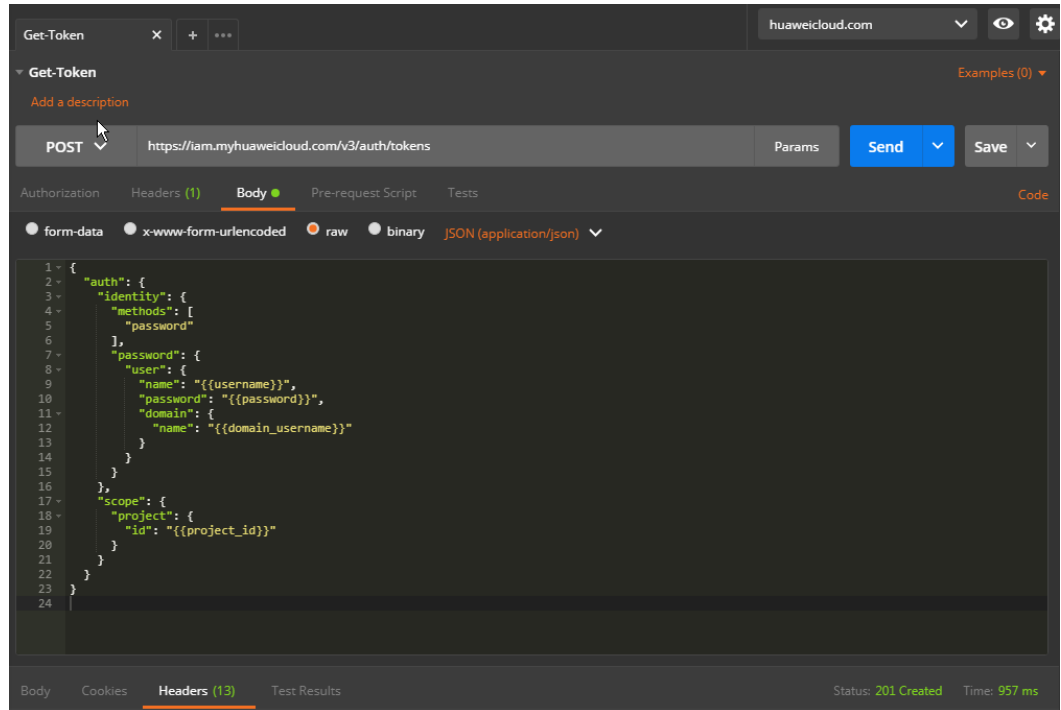 Get-Token
huaweicloud.com
Get-Token
Examples (0)
Add a description
POST https://iam.myhuaweicloud.com/v3/auth/tokens Params Send Save
Authorization Headers (1) Body Pre-request Script Tests Code
form-data x-www-form-urlencoded raw binary JSON (application/json)
1 {
2 "auth": {
3 "identity": {
4 "methods": [
5 "password"
6 ],
7 "password": {
8 "user": {
9 "name": "{{username}}",
10 "password": "{{password}}",
11 "domain": {
12 "name": "{{domain_username}}"
13 }
14 }
15 }
16 },
17 "scope": {
18 "project": {
19 "id": "{{project_id}}"
20 }
21 }
22 }
23 }
24
Body Cookies Headers (13) Test Results Status: 201 Created Time: 957 ms